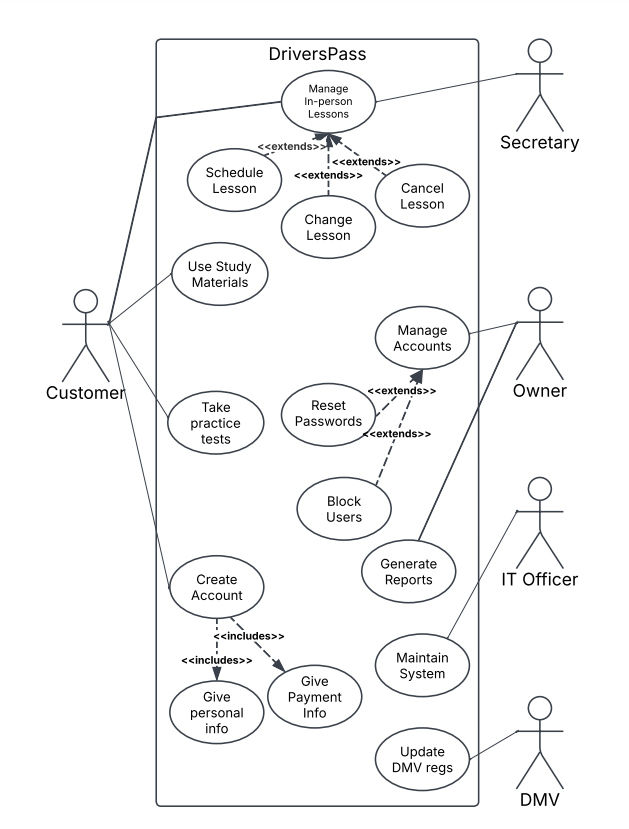 DriversPass
Manage
In-person
Lessons
Secretary
<<extends>>
<<extends>>
<<extends>>
Schedule
Lesson
Change
Lesson
Cancel
Lesson
Use Study
Materials
Customer
Manage
Accounts
Owner
Take
practice
tests
Reset
Passwords
<<extends>>
<<extends>>
Block
Users
Generate
Reports
IT Officer
Create
Account
<<includes>>
<<includes>>
Give
personal
info
Give
Payment
Info
Maintain
System
Update
DMV regs
DMV